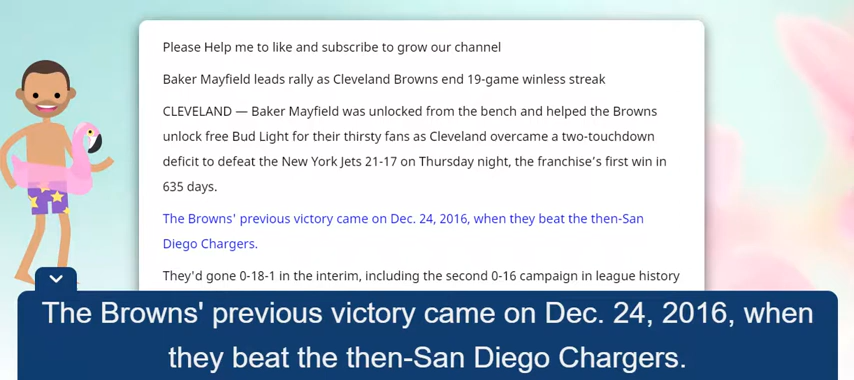 Please Help me to like and subscribe to grow our channel
Baker Mayfield leads rally as Cleveland Browns end 19-game winless streak
CLEVELAND — Baker Mayfield was unlocked from the bench and helped the Browns
unlock free Bud Light for their thirsty fans as Cleveland overcame a two-touchdown
deficit to defeat the New York Jets 21-17 on Thursday night, the franchise's first win in
635 days.
The Browns' previous victory came on Dec. 24, 2016, when they beat the then-San
Diego Chargers.
They'd gone 0-18-1 in the interim, including the second 0-16 campaign in league history
The Browns' previous victory came on Dec. 24, 2016, when
they beat the then-San Diego Chargers.